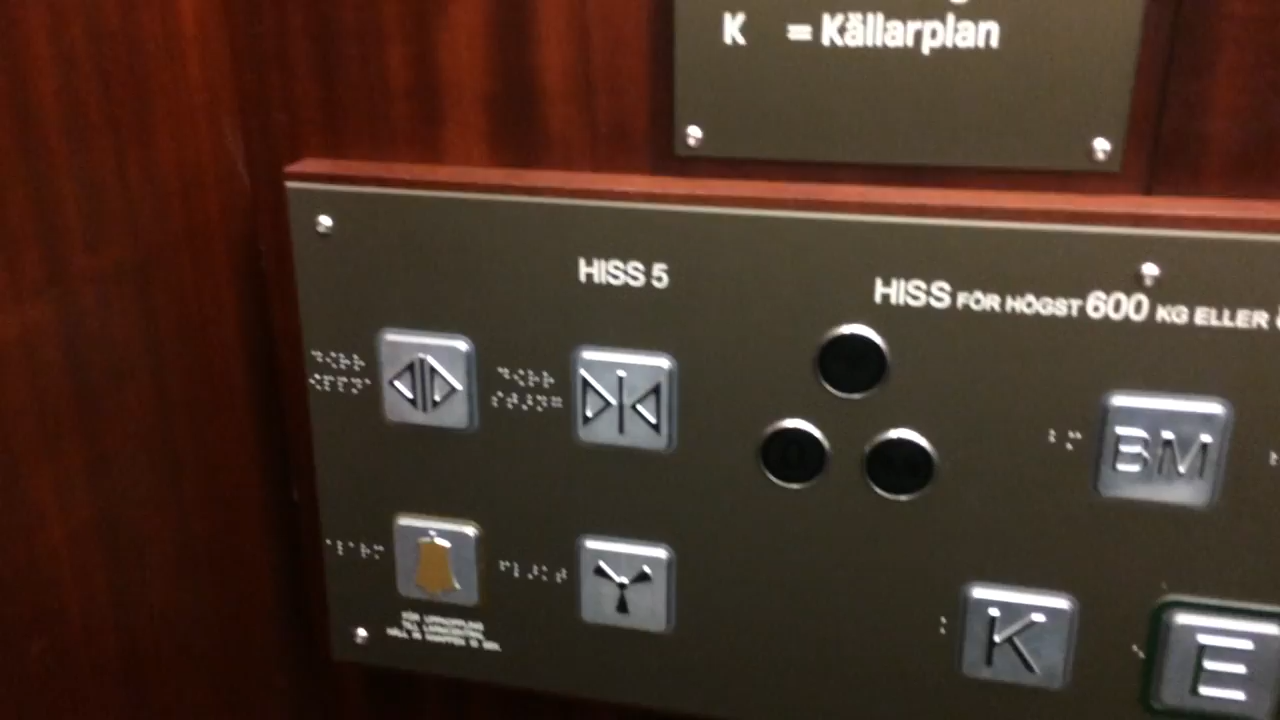 K = Källarplan
HISS 5
HISS FÖR HÖGST 600 KG ELLER
BM
K
E